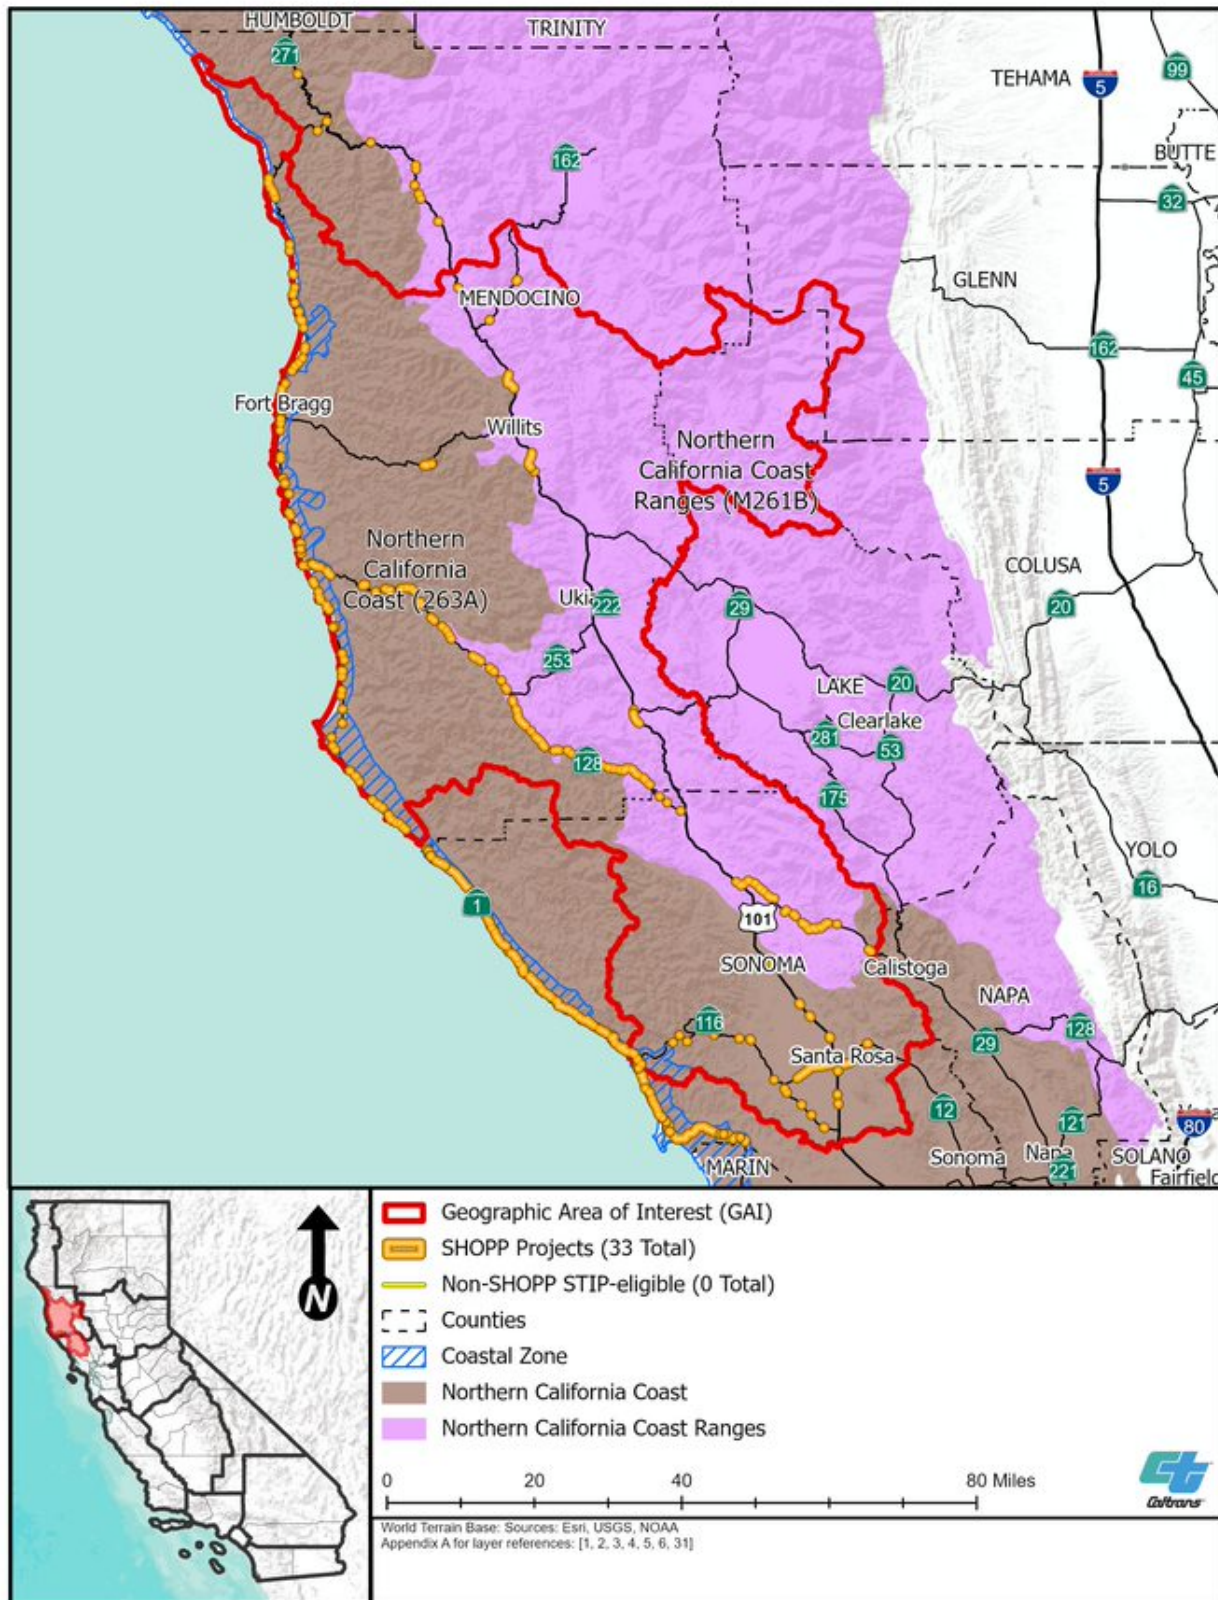 HUMBOLDT
TRINITY
271
TEHAMA
5
99
162
BUTTE
32
GLENN
MENDOCINO
162
45
Fort Bragg
Willits
Northern
California Coast
Ranges (M261B)
5
Northern
California
Coast (263A)
COLUSA
222
29
20
253
LAKE
20
Clearlake
281
53
128
175
YOLO
16
1
101
SONOMA
Calistoga
NAPA
116
128
29
Santa Rosa
12
121
80
Sonoma
Napa
SOLANO
MARIN
221
Fairfield
N
Geographic Area of Interest (GAI)
SHOPP Projects (33 Total)
Non-SHOPP STIP-eligible (0 Total)
Counties
Coastal Zone
Northern California Coast
Northern California Coast Ranges
0 20 40 80 Miles
Caltrans
World Terrain Base: Sources: Esri, USGS, NOAA
Appendix A for layer references: [1, 2, 3, 4, 5, 6, 31]